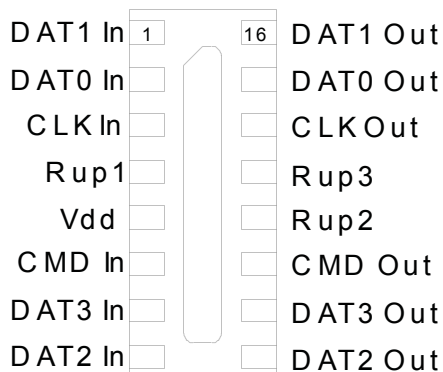 DAT1 In 1 16 DAT1 Out
DAT0 In DAT0 Out
CLK In CLK Out
Rup1 Rup3
Vdd Rup2
CMD In CMD Out
DAT3 In DAT3 Out
DAT2 In DAT2 Out